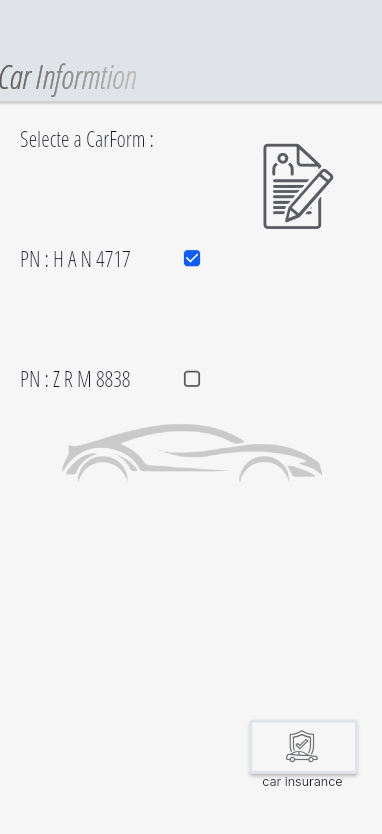 Car Informtion
Selecte a CarForm :
PN : H A N 4717
PN : Z R M 8838
car insurance